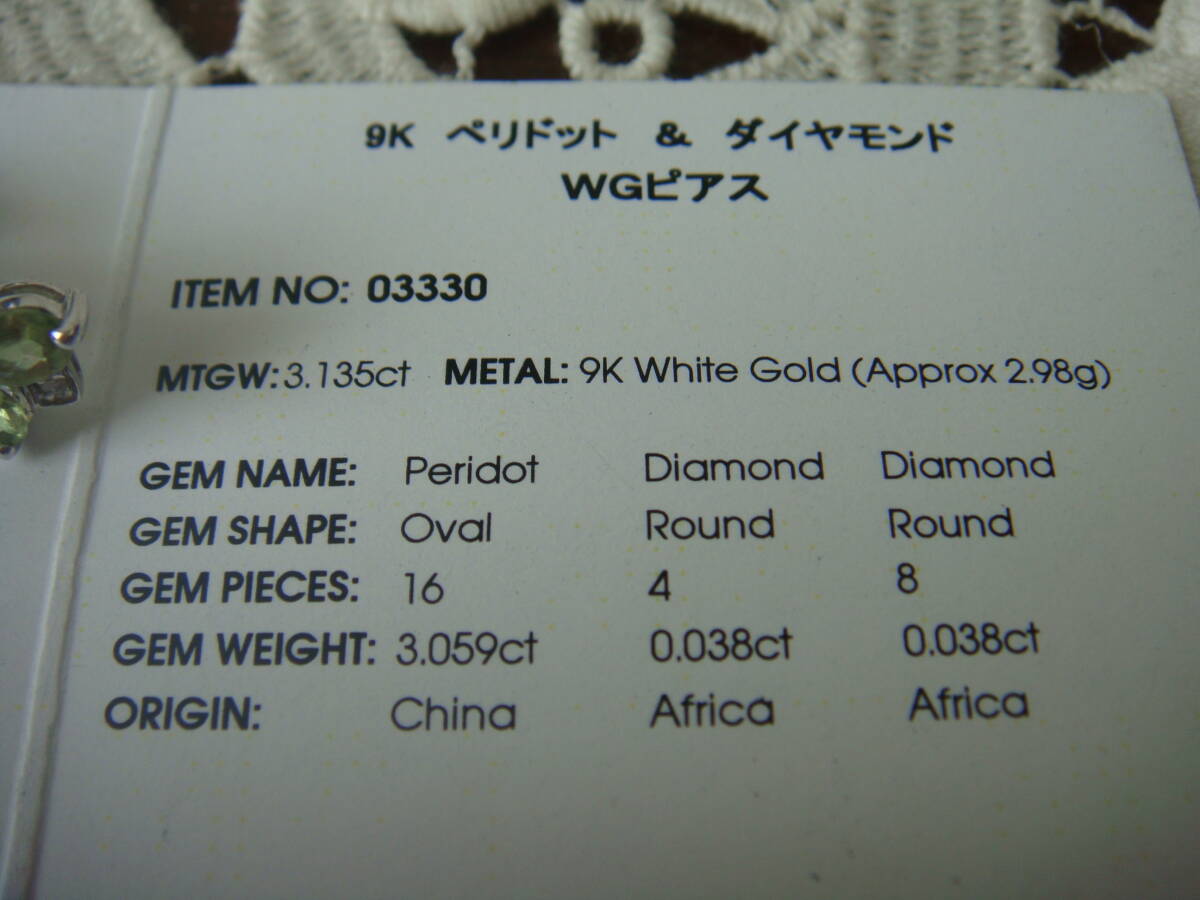 9K ペリドット & ダイヤモンド
WGピアス
ITEM NO: 03330
MTGW:3.135ct METAL: 9K White Gold (Approx 2.98g)
GEM NAME: Peridot Diamond Diamond
GEM SHAPE: Oval Round Round
GEM PIECES: 16 4 8
GEM WEIGHT: 3.059ct 0.038ct 0.038ct
ORIGIN: China Africa Africa